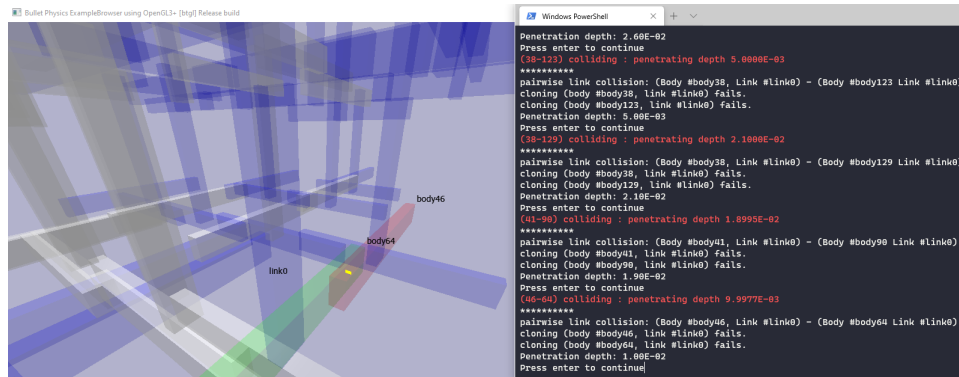 Bullet Physics ExampleBrowser using OpenGL3+ [btgl] Release build
body46
body64
link0
Windows PowerShell
Penetration depth: 2.60E-02
Press enter to continue
(38-123) colliding : penetrating depth 5.0000E-03
**********
pairwise link collision: (Body #body38, Link #link0) - (Body #body123 Link #link0
cloning (body #body38, link #link0) fails.
cloning (body #body123, link #link0) fails.
Penetration depth: 5.00E-03
Press enter to continue
(38-129) colliding : penetrating depth 2.1000E-02
**********
pairwise link collision: (Body #body38, Link #link0) - (Body #body129 Link #link0
cloning (body #body38, link #link0) fails.
cloning (body #body129, link #link0) fails.
Penetration depth: 2.10E-02
Press enter to continue
(41-90) colliding : penetrating depth 1.8995E-02
**********
pairwise link collision: (Body #body41, Link #link0) - (Body #body90 Link #link0)
cloning (body #body41, link #link0) fails.
cloning (body #body90, link #link0) fails.
Penetration depth: 1.90E-02
Press enter to continue
(46-64) colliding : penetrating depth 9.9977E-03
**********
pairwise link collision: (Body #body46, Link #link0) - (Body #body64 Link #link0)
cloning (body #body46, link #link0) fails.
cloning (body #body64, link #link0) fails.
Penetration depth: 1.00E-02
Press enter to continue